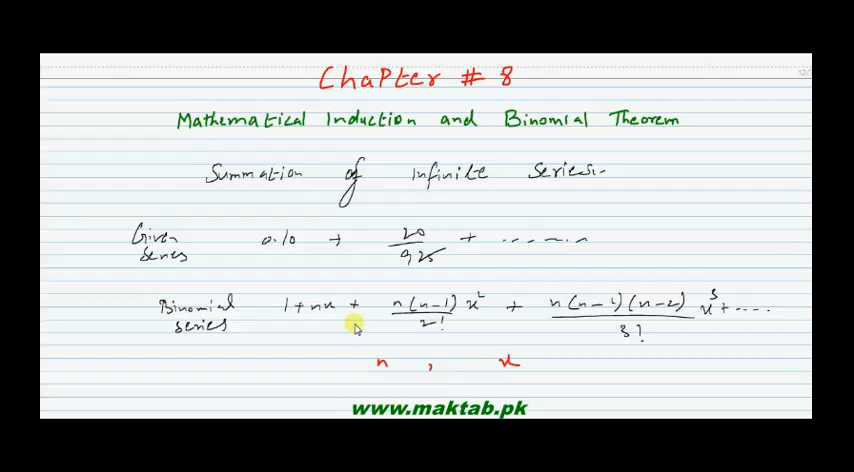 Chapter # 8
Mathematical Induction and Binomial Theorem
Summation of Infinite Series
Given series 0.10 + 20/925 + ........
Binomial series 1 + nx + n(n-1)/2! x² + n(n-1)(n-2)/3! x³ + ....
n , x
www.maktab.pk